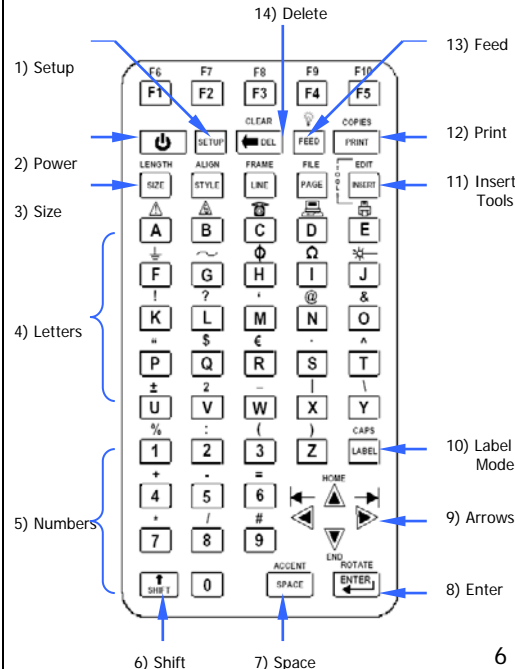 14) Delete
13) Feed
1) Setup
F6 F7 F8 F9 F10
F1 F2 F3 F4 F5
CLEAR COPIES
SETUP DEL FEED PRINT
12) Print
2) Power
LENGTH ALIGN FRAME FILE EDIT
SIZE STYLE LINE PAGE INSERT
TOOLS
11) Insert
Tools
3) Size
A B C D E
Φ Ω
F G H I J
! ? ‘ @ &
K L M N O
4) Letters
“ $ € · ^
P Q R S T
± 2 – | \
U V W X Y
% : ( ) CAPS
1 2 3 Z LABEL
10) Label
Mode
+ - = HOME
4 5 6
5) Numbers
9) Arrows
* / #
7 8 9
END
ACCENT ROTATE
SHIFT 0 SPACE ENTER
8) Enter
6) Shift
7) Space
6